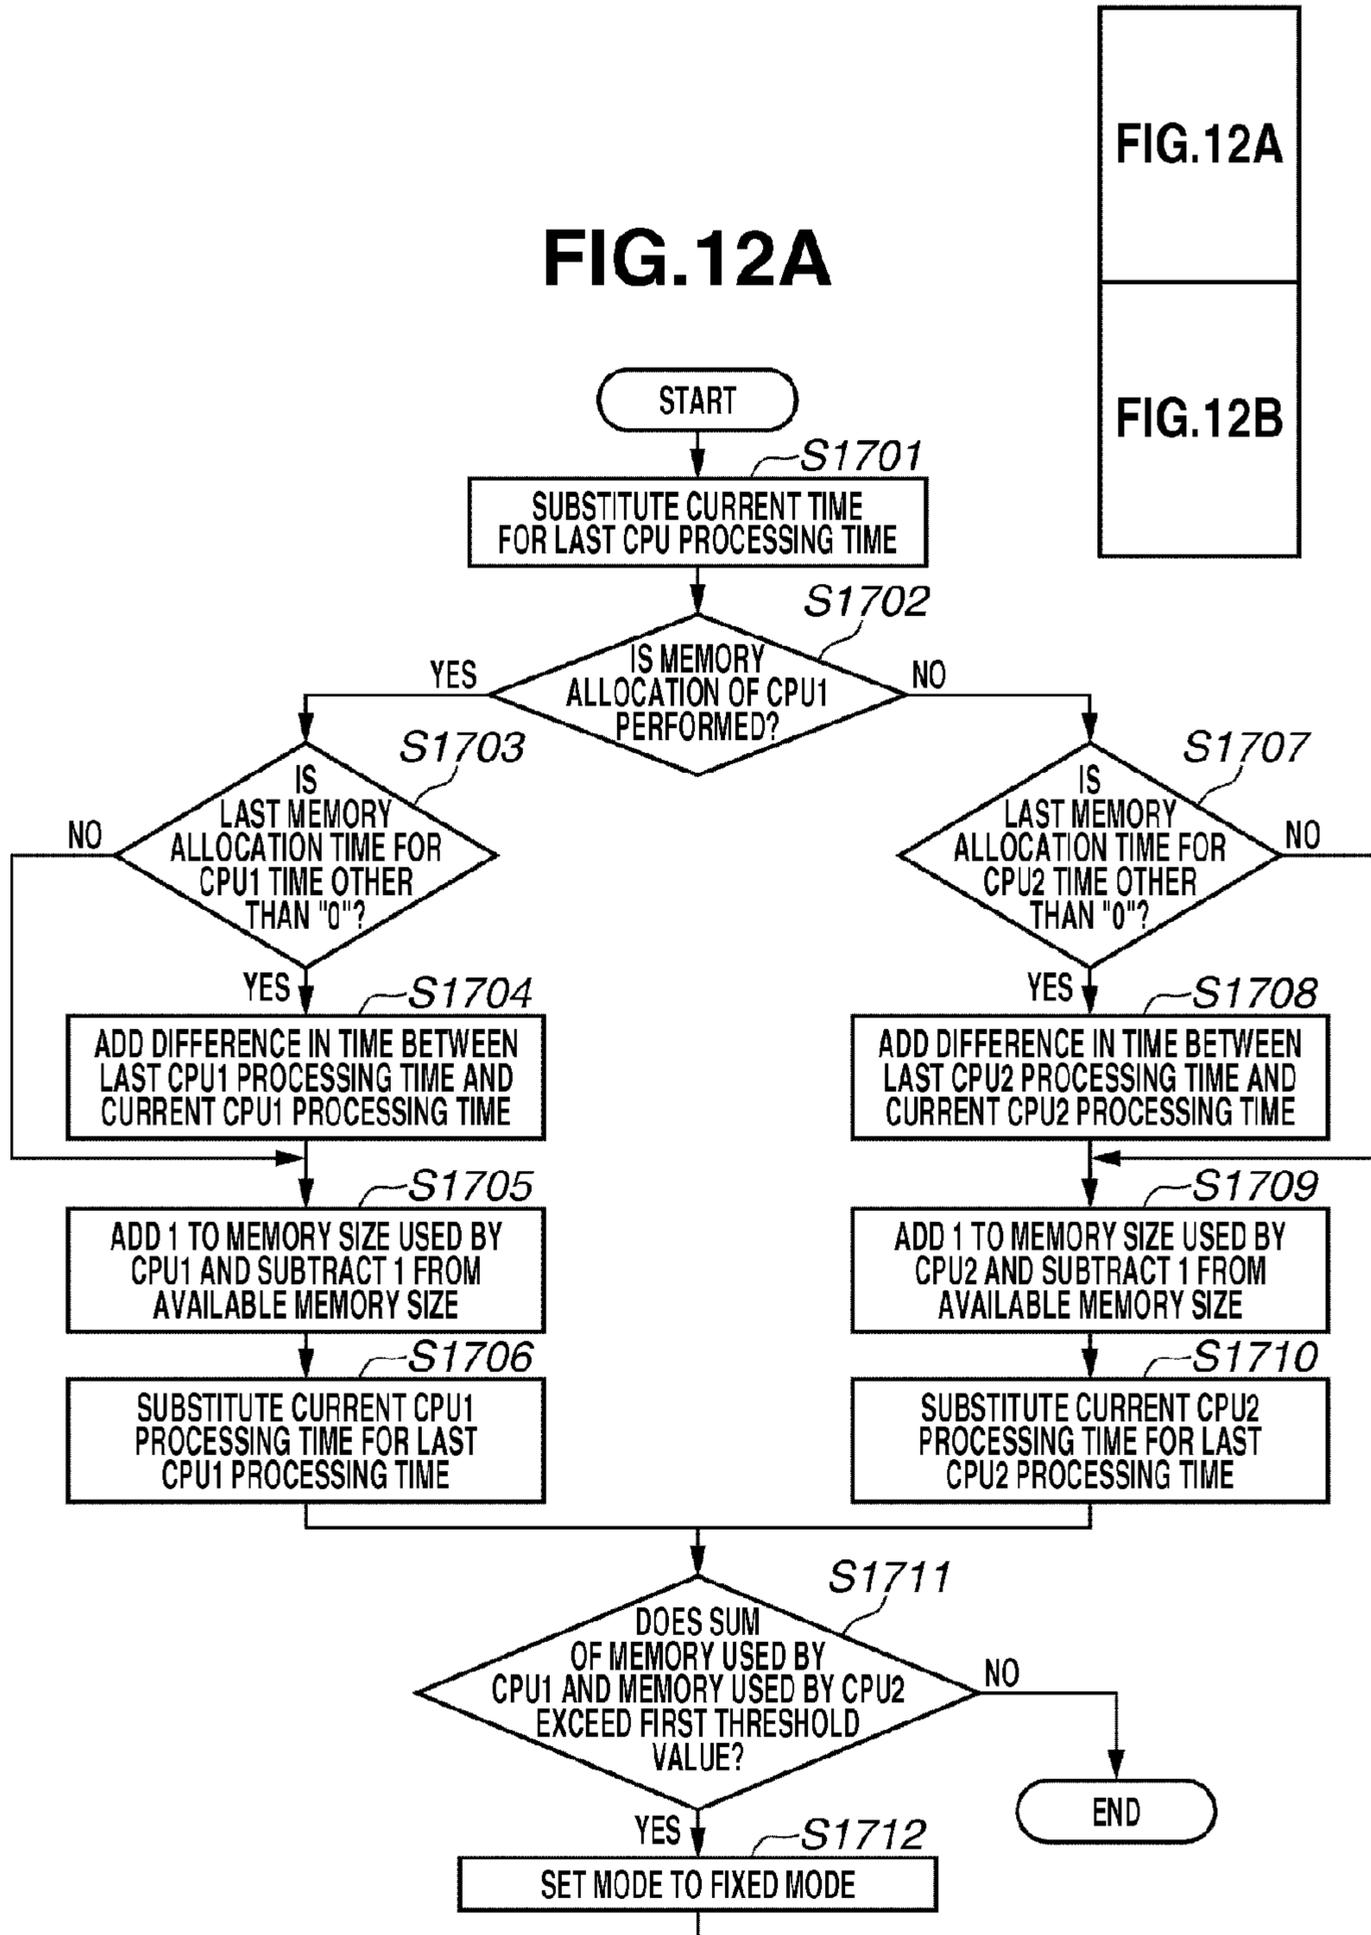 FIG.12A
FIG.12B
FIG.12A
START
S1701
SUBSTITUTE CURRENT TIME
FOR LAST CPU PROCESSING TIME
S1702
IS MEMORY
ALLOCATION OF CPU1
PERFORMED?
YES
NO
S1703
IS
LAST MEMORY
ALLOCATION TIME FOR
CPU1 TIME OTHER
THAN "0"?
NO
YES
S1704
ADD DIFFERENCE IN TIME BETWEEN
LAST CPU1 PROCESSING TIME AND
CURRENT CPU1 PROCESSING TIME
S1705
ADD 1 TO MEMORY SIZE USED BY
CPU1 AND SUBTRACT 1 FROM
AVAILABLE MEMORY SIZE
S1706
SUBSTITUTE CURRENT CPU1
PROCESSING TIME FOR LAST
CPU1 PROCESSING TIME
S1707
IS
LAST MEMORY
ALLOCATION TIME FOR
CPU2 TIME OTHER
THAN "0"?
NO
YES
S1708
ADD DIFFERENCE IN TIME BETWEEN
LAST CPU2 PROCESSING TIME AND
CURRENT CPU2 PROCESSING TIME
S1709
ADD 1 TO MEMORY SIZE USED BY
CPU2 AND SUBTRACT 1 FROM
AVAILABLE MEMORY SIZE
S1710
SUBSTITUTE CURRENT CPU2
PROCESSING TIME FOR LAST
CPU2 PROCESSING TIME
S1711
DOES SUM
OF MEMORY USED BY
CPU1 AND MEMORY USED BY CPU2
EXCEED FIRST THRESHOLD
VALUE?
NO
END
YES
S1712
SET MODE TO FIXED MODE